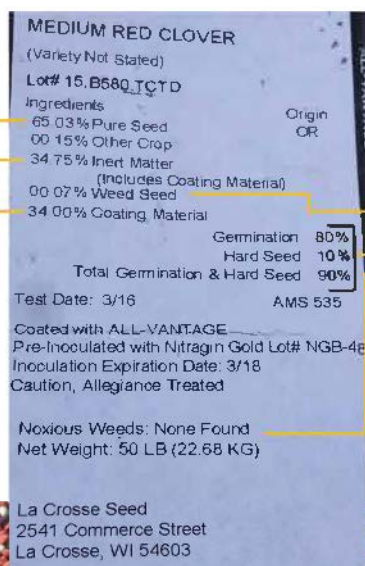 MEDIUM RED CLOVER
(Variety Not Stated)
Lot# 15.B580 TCTD
Ingredients
Origin
65.03% Pure Seed
OR
00 15% Other Crop
34.75% Inert Matter
(Includes Coating Material)
00 07% Weed Seed
34 00% Coating Material
Germination 80%
Hard Seed 10%
Total Germination & Hard Seed 90%
Test Date: 3/16 AMS 535
Coated with ALL-VANTAGE
Pre-Inoculated with Nitragin Gold Lot# NGB-48
Inoculation Expiration Date: 3/18
Caution, Allegiance Treated
Noxious Weeds: None Found
Net Weight: 50 LB (22.68 KG)
La Crosse Seed
2541 Commerce Street
La Crosse, WI 54603